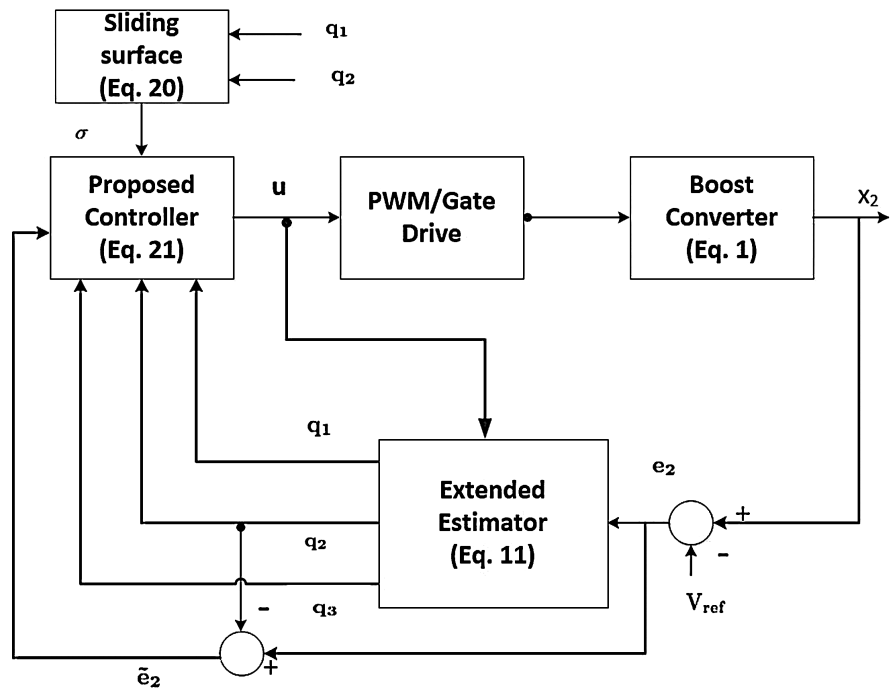 Sliding
surface
(Eq. 20)
q₁
q₂
σ
Proposed
Controller
(Eq. 21)
u
PWM/Gate
Drive
Boost
Converter
(Eq. 1)
x₂
q₁
Extended
Estimator
(Eq. 11)
e₂
+
-
q₂
V_ref
q₃
-
+
ẽ₂